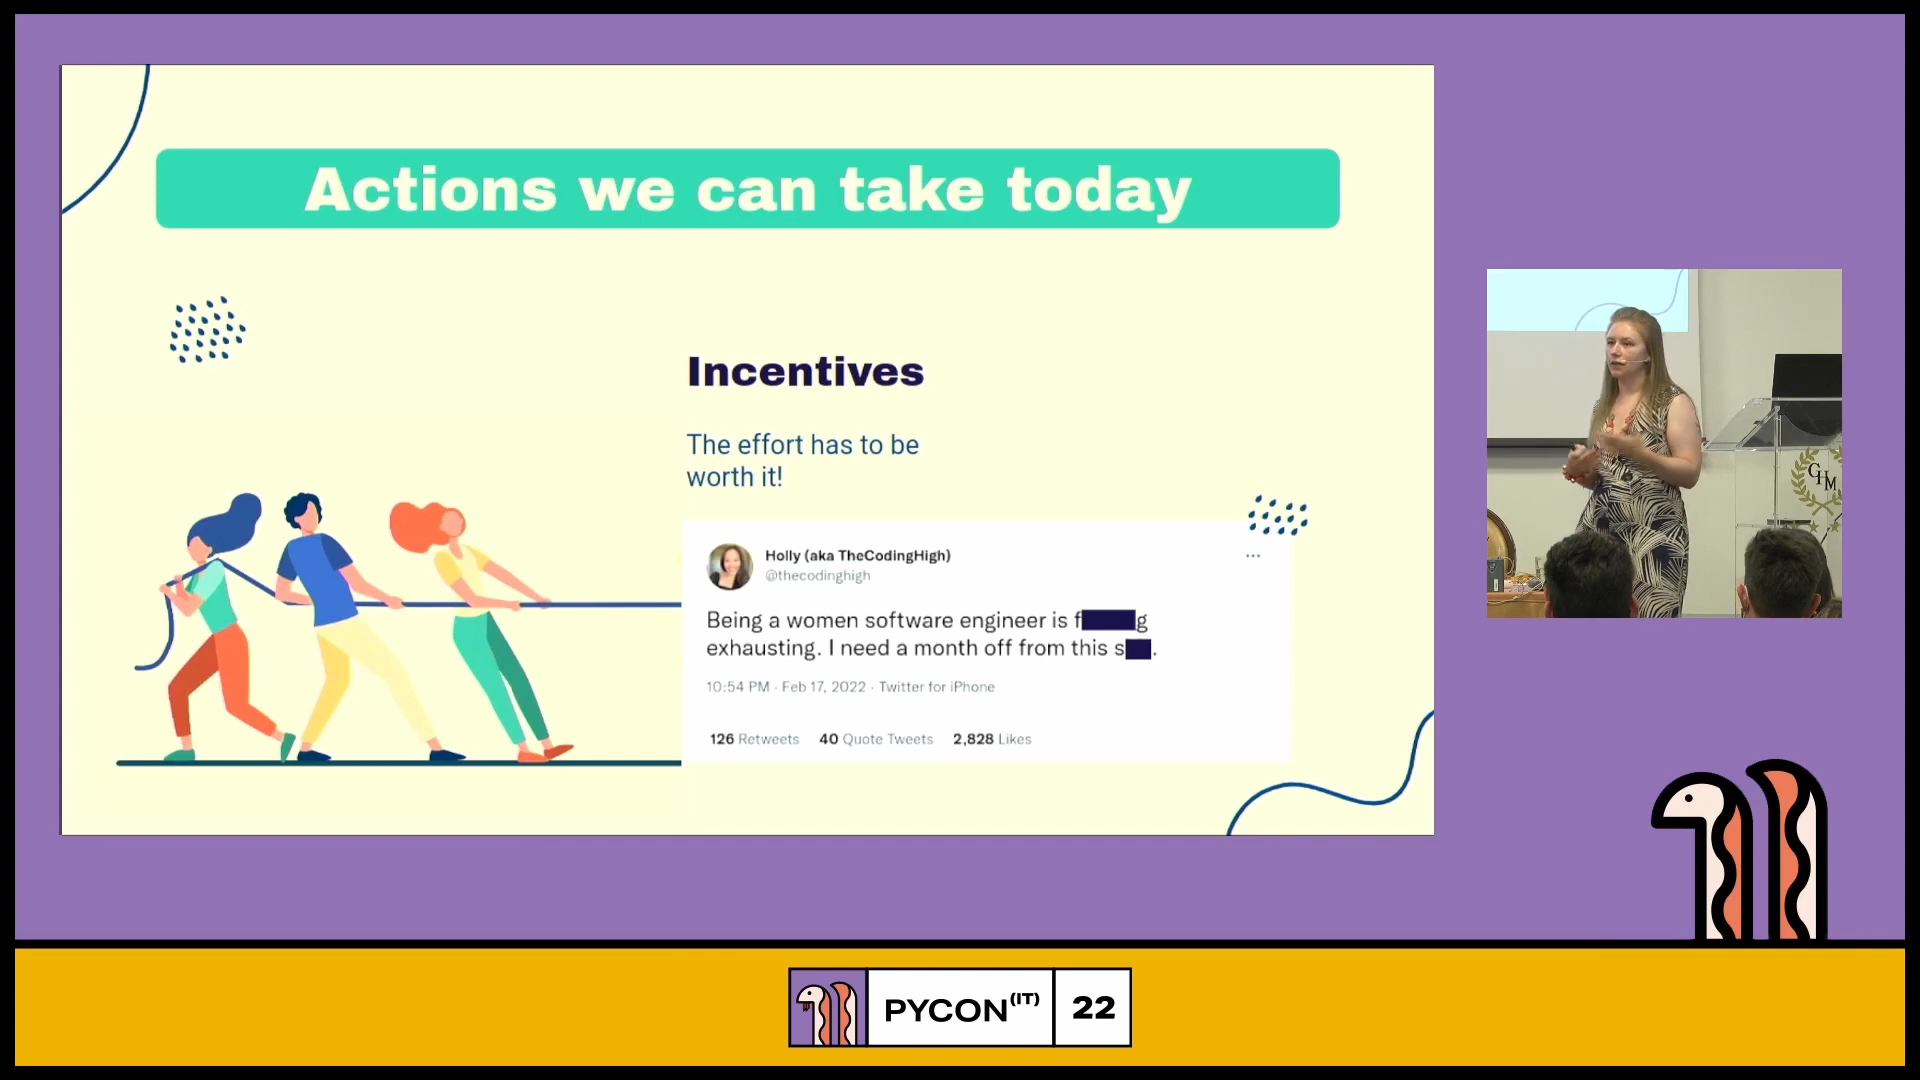 Actions we can take today
Incentives
The effort has to be
worth it!
Holly (aka TheCodingHigh)
@thecodinghigh
...
Being a women software engineer is f g
exhausting. I need a month off from this s .
10:54 PM · Feb 17, 2022 · Twitter for iPhone
126 Retweets 40 Quote Tweets 2,828 Likes
GHM
PYCON(IT) 22